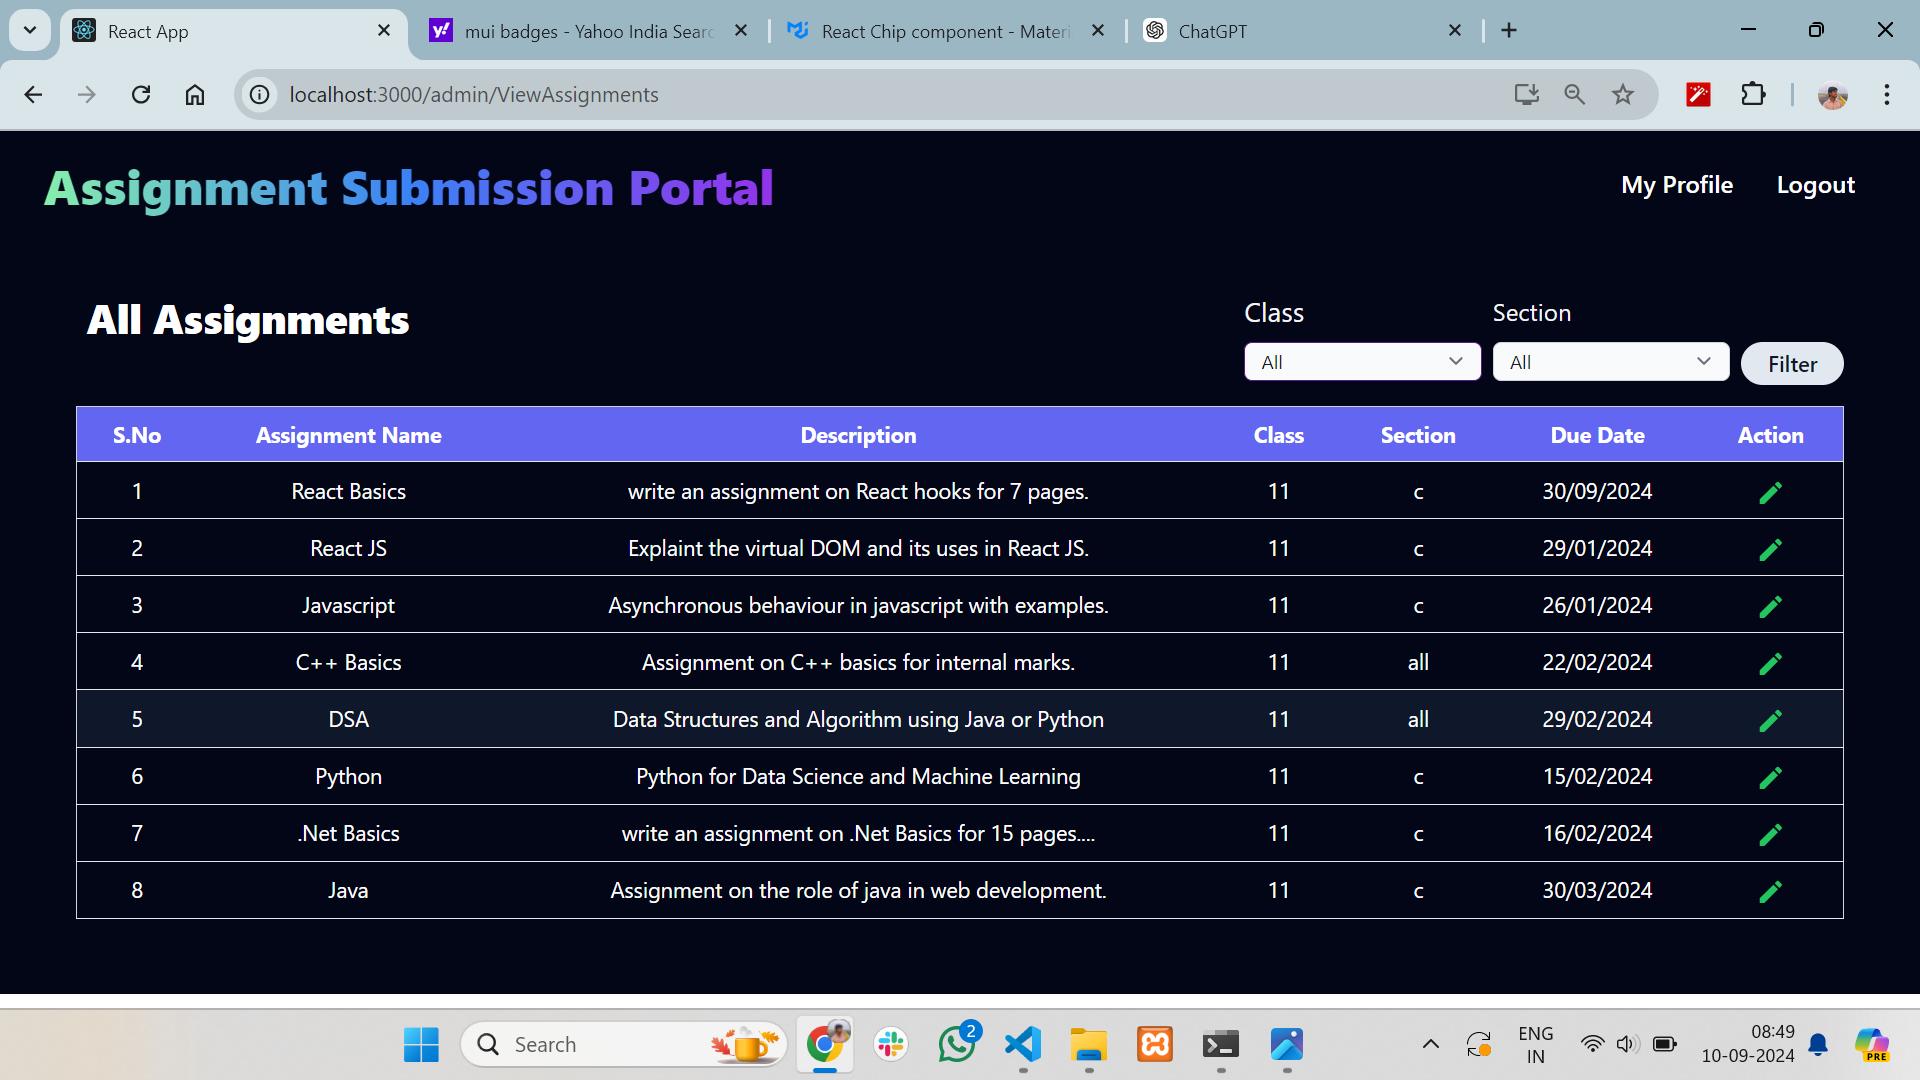 React App
mui badges - Yahoo India Searc
React Chip component - Materi
ChatGPT
localhost:3000/admin/ViewAssignments
Assignment Submission Portal
My Profile
Logout
All Assignments
Class
Section
All
All
Filter
S.No Assignment Name Description Class Section Due Date Action
1 React Basics write an assignment on React hooks for 7 pages. 11 c 30/09/2024
2 React JS Explaint the virtual DOM and its uses in React JS. 11 c 29/01/2024
3 Javascript Asynchronous behaviour in javascript with examples. 11 c 26/01/2024
4 C++ Basics Assignment on C++ basics for internal marks. 11 all 22/02/2024
5 DSA Data Structures and Algorithm using Java or Python 11 all 29/02/2024
6 Python Python for Data Science and Machine Learning 11 c 15/02/2024
7 .Net Basics write an assignment on .Net Basics for 15 pages.... 11 c 16/02/2024
8 Java Assignment on the role of java in web development. 11 c 30/03/2024
Search
2
ENG
IN
08:49
10-09-2024
PRE